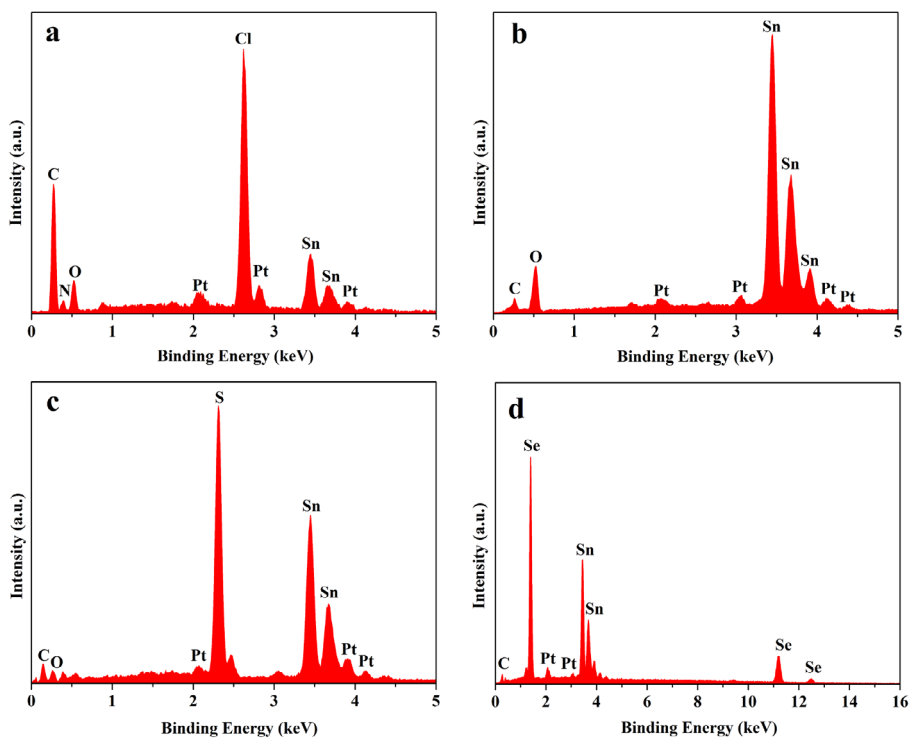 a
Cl
C
N
O
Pt
Pt
Sn
Sn
Pt
Intensity (a.u.)
0 1 2 3 4 5
Binding Energy (keV)
b
Sn
Sn
Sn
C
O
Pt
Pt
Pt
Pt
Intensity (a.u.)
0 1 2 3 4 5
Binding Energy (keV)
c
S
Sn
Sn
C
O
Pt
Pt
Pt
Intensity (a.u.)
0 1 2 3 4 5
Binding Energy (keV)
d
Se
Sn
Sn
C
Pt
Pt
Se
Se
Intensity (a.u.)
0 2 4 6 8 10 12 14 16
Binding Energy (keV)